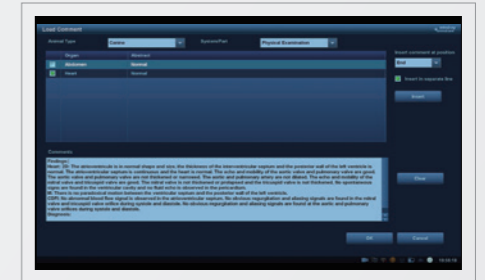 Load Comment
Animal Type Canine System/Part Physical Examination
Organ Abstract
Abdomen Normal
Heart Normal
Insert comment at position
End
Insert in separate line
Insert
Comments
Findings:
Heart: 2D: The atrioventricule is in normal shape and size, the thickness of the interventricular septum and the posterior wall of the left ventricle is
normal. The atrioventricular septum is continuous and the heart is normal. The echo and mobility of the aortic valve and pulmonary valve are good.
The aortic valve and pulmonary valve are not thickened or narrowed. The aortic and pulmonary artery are not dilated. The echo and mobility of the
mitral valve and tricuspid valve are good. The mitral valve is not thickened or prolapsed and the tricuspid valve is not thickened. No spontaneous
signs are found in the ventricular cavity and no fluid echo is observed in the pericardium.
M: There is no paradoxical motion between the ventricular septum and the posterior wall of the left ventricle.
CDFI: No abnormal blood flow signal is observed in the atrioventricular septum. No obvious regurgitation and aliasing signals are found in the mitral
valve and tricuspid valve orifice during systole and diastole. No obvious regurgitation and aliasing signals are found at the aortic and pulmonary
valve orifices during systole and diastole.
Diagnosis:
Clear
OK Cancel